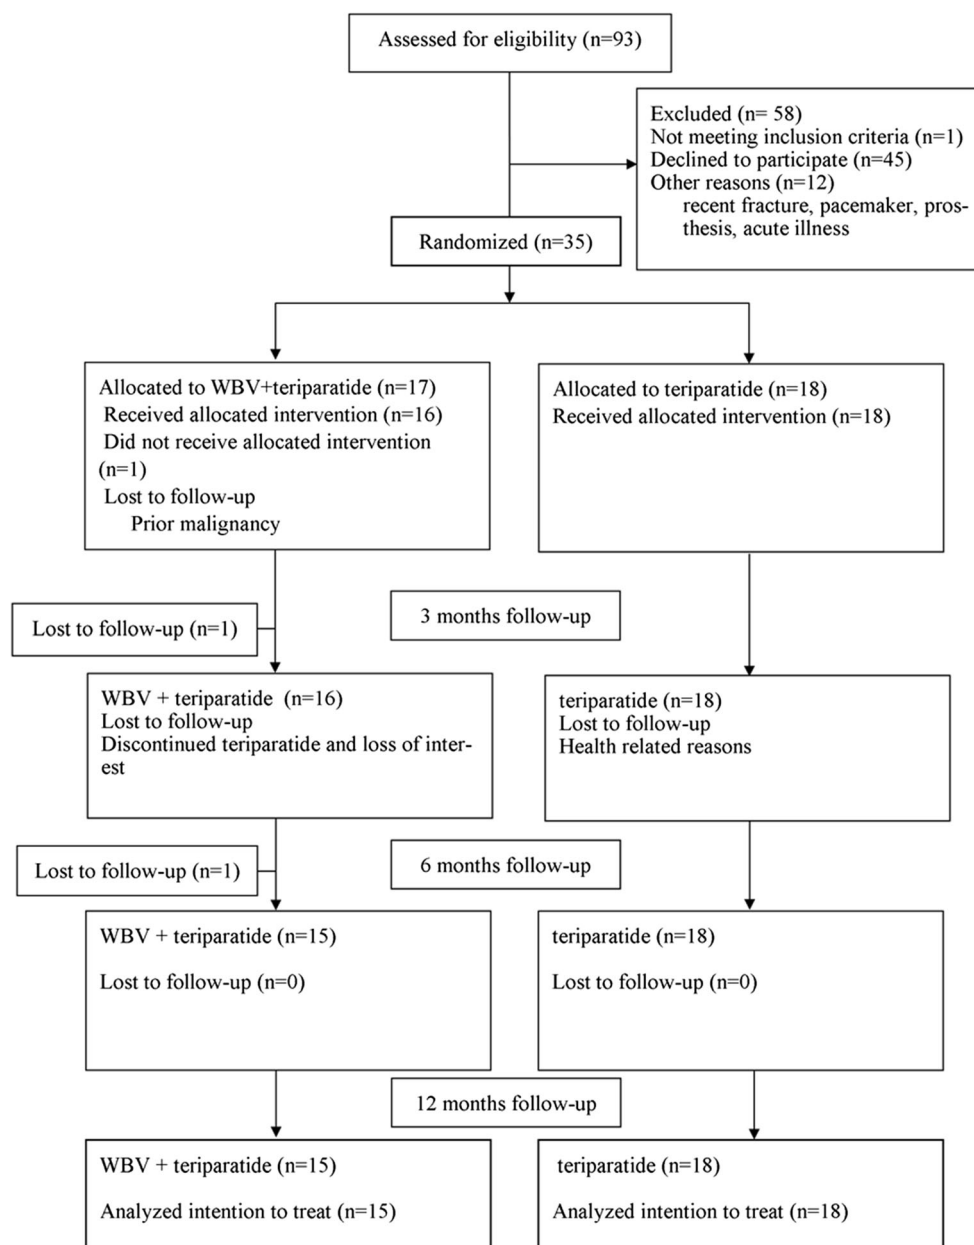 Assessed for eligibility (n=93)
Excluded (n= 58)
Not meeting inclusion criteria (n=1)
Declined to participate (n=45)
Other reasons (n=12)
recent fracture, pacemaker, pros-
thesis, acute illness
Randomized (n=35)
Allocated to WBV+teriparatide (n=17)
Received allocated intervention (n=16)
Did not receive allocated intervention
(n=1)
Lost to follow-up
Prior malignancy
Allocated to teriparatide (n=18)
Received allocated intervention (n=18)
3 months follow-up
Lost to follow-up (n=1)
WBV + teriparatide (n=16)
Lost to follow-up
Discontinued teriparatide and loss of inter-
est
teriparatide (n=18)
Lost to follow-up
Health related reasons
6 months follow-up
Lost to follow-up (n=1)
WBV + teriparatide (n=15)
Lost to follow-up (n=0)
teriparatide (n=18)
Lost to follow-up (n=0)
12 months follow-up
WBV + teriparatide (n=15)
Analyzed intention to treat (n=15)
teriparatide (n=18)
Analyzed intention to treat (n=18)